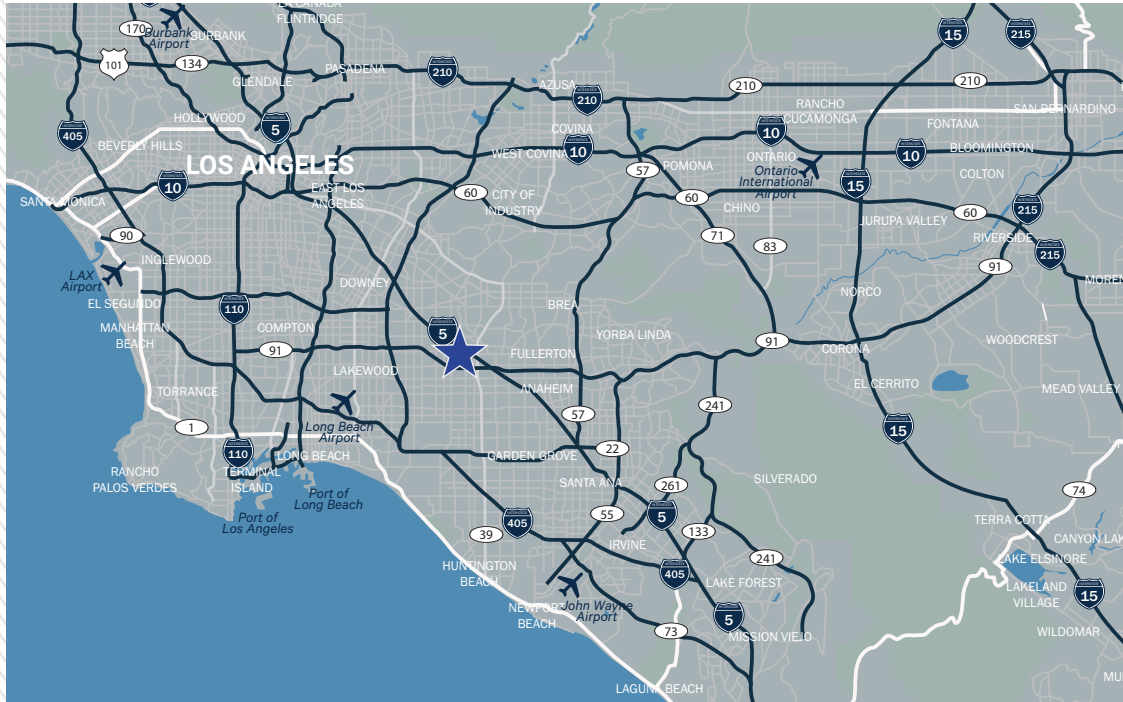 LA CANADA
FLINTRIDGE
15
215
170
Burbank
Airport
BURBANK
101
134
PASADENA
210
GLENDALE
AZUSA
210
210
210
RANCHO
CUCAMONGA
SAN BERNARDINO
HOLLYWOOD
5
405
COVINA
10
FONTANA
BEVERLY HILLS
WEST COVINA
10
10
BLOOMINGTON
LOS ANGELES
ONTARIO
57
POMONA
Ontario
International
Airport
COLTON
10
EAST LOS
ANGELES
60
CITY OF
INDUSTRY
60
CHINO
15
SANTA MONICA
60
215
JURUPA VALLEY
90
71
83
RIVERSIDE
215
INGLEWOOD
91
LAX
Airport
DOWNEY
MOREN
NORCO
EL SEGUNDO
110
BREA
MANHATTAN
BEACH
COMPTON
5
YORBA LINDA
91
WOODCREST
91
FULLERTON
CORONA
LAKEWOOD
EL CERRITO
TORRANCE
ANAHEIM
MEAD VALLEY
241
57
1
Long Beach
Airport
15
110
LONG BEACH
GARDEN GROVE
22
RANCHO
PALOS VERDES
TERMINAL
ISLAND
SANTA ANA
261
SILVERADO
74
Port of
Long Beach
Port of
Los Angeles
405
55
5
TERRA COTTA
39
133
IRVINE
CANYON LAK
241
LAKE ELSINORE
HUNTINGTON
BEACH
405
LAKE FOREST
LAKELAND
VILLAGE
15
NEWPORT
BEACH
John Wayne
Airport
5
73
MISSION VIEJO
WILDOMAR
MU
LAGUNA BEACH